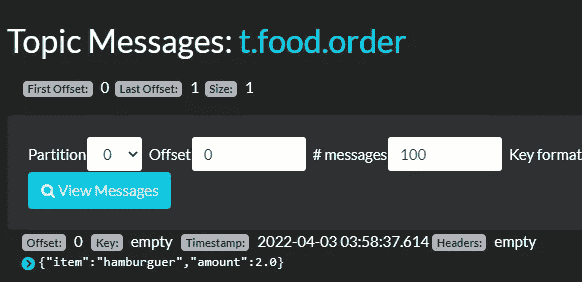 Topic Messages: t.food.order
First Offset: 0 Last Offset: 1 Size: 1
Partition 0 Offset 0 # messages 100 Key format
View Messages
Offset: 0 Key: empty Timestamp: 2022-04-03 03:58:37.614 Headers: empty
{"item":"hamburguer","amount":2.0}